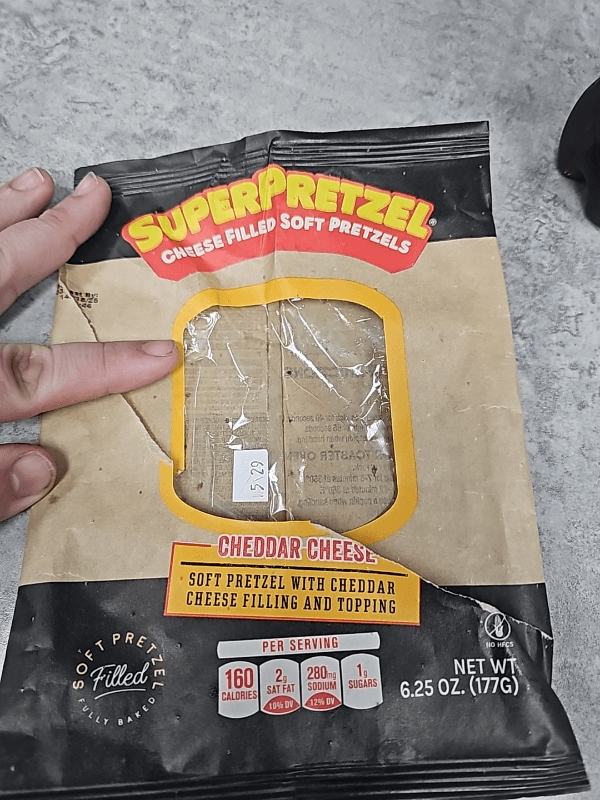 SUPERPRETZEL®
CHEESE FILLED SOFT PRETZELS
TOASTER OVEN
5 29
CHEDDAR CHEESE
SOFT PRETZEL WITH CHEDDAR
CHEESE FILLING AND TOPPING
SOFT PRETZEL
Filled
FULLY BAKED
PER SERVING
160 CALORIES
2g SAT FAT 10% DV
280mg SODIUM 12% DV
1g SUGARS
NO HFCS
NET WT.
6.25 OZ. (177G)